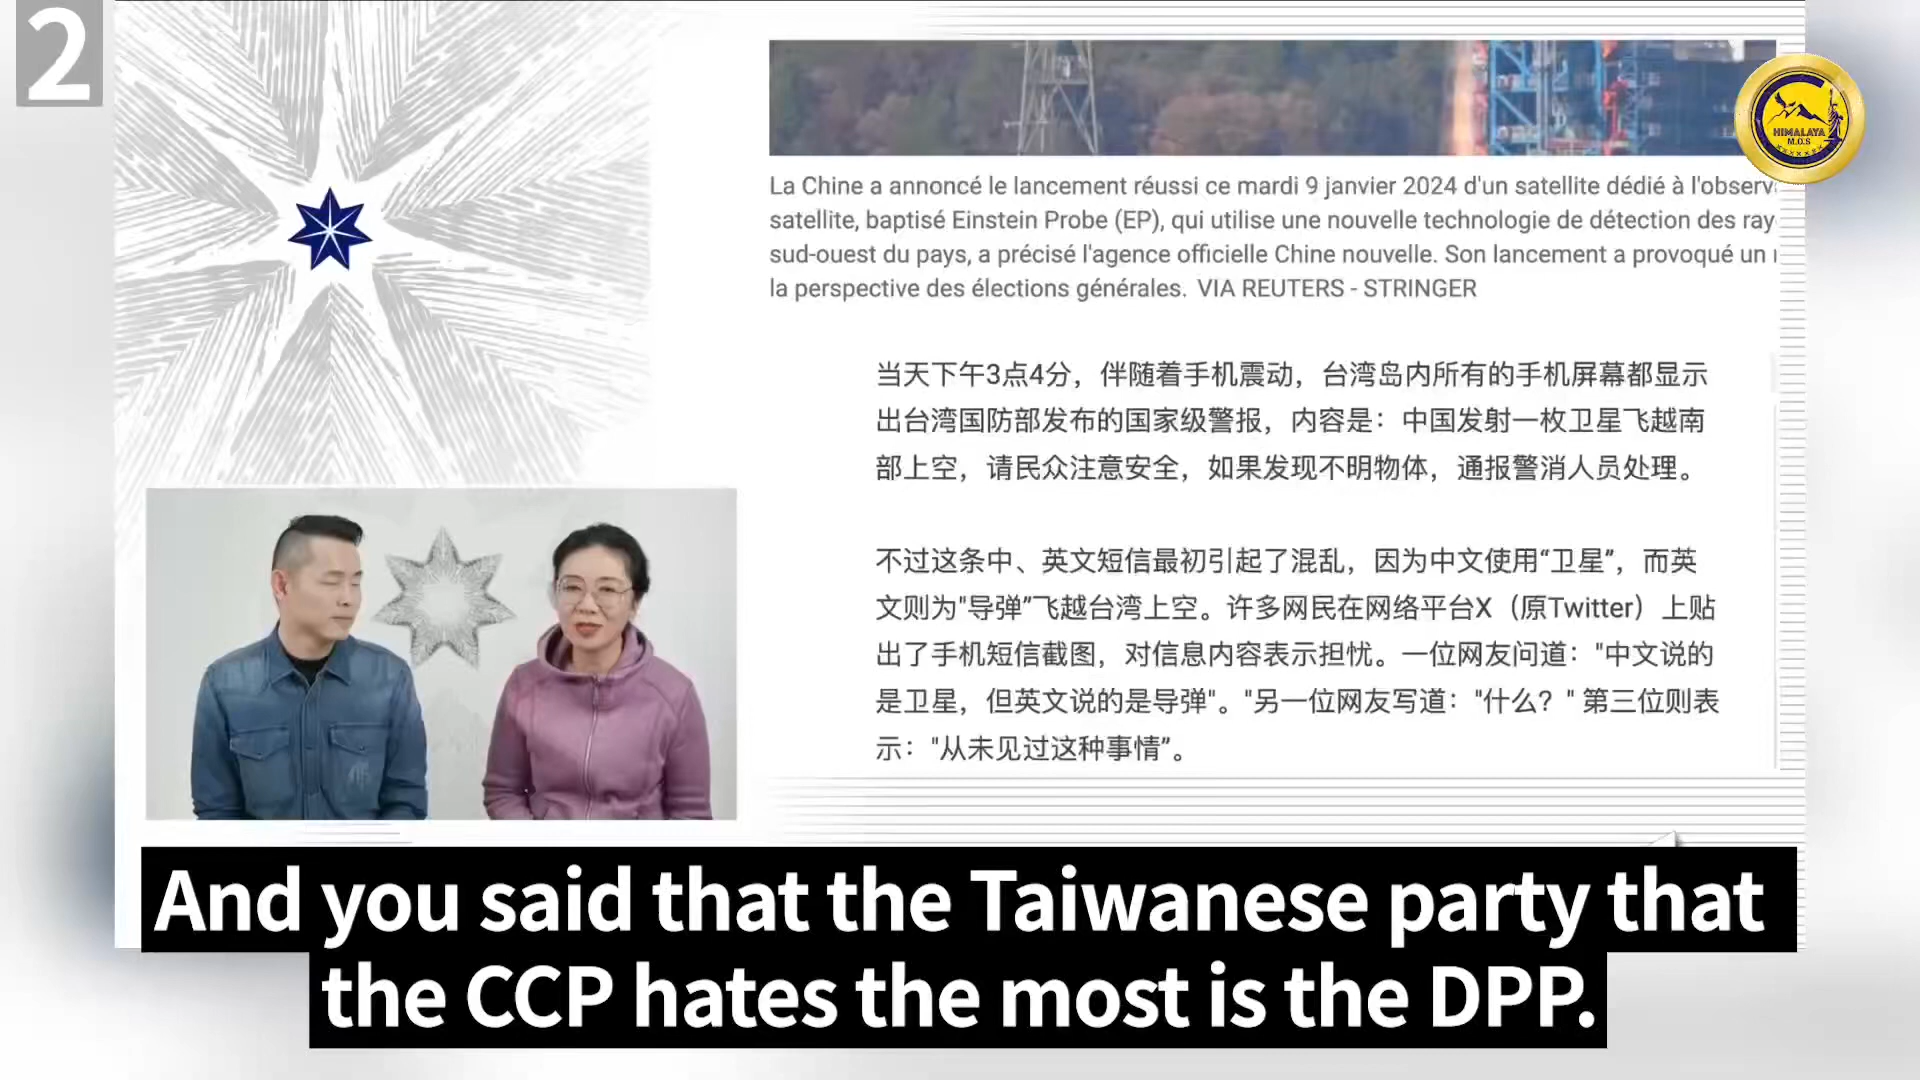 2
HIMALAYA
M.O.S
La Chine a annoncé le lancement réussi ce mardi 9 janvier 2024 d'un satellite dédié à l'observ
satellite, baptisé Einstein Probe (EP), qui utilise une nouvelle technologie de détection des ray
sud-ouest du pays, a précisé l'agence officielle Chine nouvelle. Son lancement a provoqué un
la perspective des élections générales. VIA REUTERS - STRINGER
当天下午3点4分，伴随着手机震动，台湾岛内所有的手机屏幕都显示
出台湾国防部发布的国家级警报，内容是：中国发射一枚卫星飞越南
部上空，请民众注意安全，如果发现不明物体，通报警消人员处理。
不过这条中、英文短信最初引起了混乱，因为中文使用“卫星”，而英
文则为"导弹”飞越台湾上空。许多网民在网络平台X（原Twitter）上贴
出了手机短信截图，对信息内容表示担忧。一位网友问道："中文说的
是卫星，但英文说的是导弹"。"另一位网友写道："什么？" 第三位则表
示："从未见过这种事情”。
And you said that the Taiwanese party that
the CCP hates the most is the DPP.